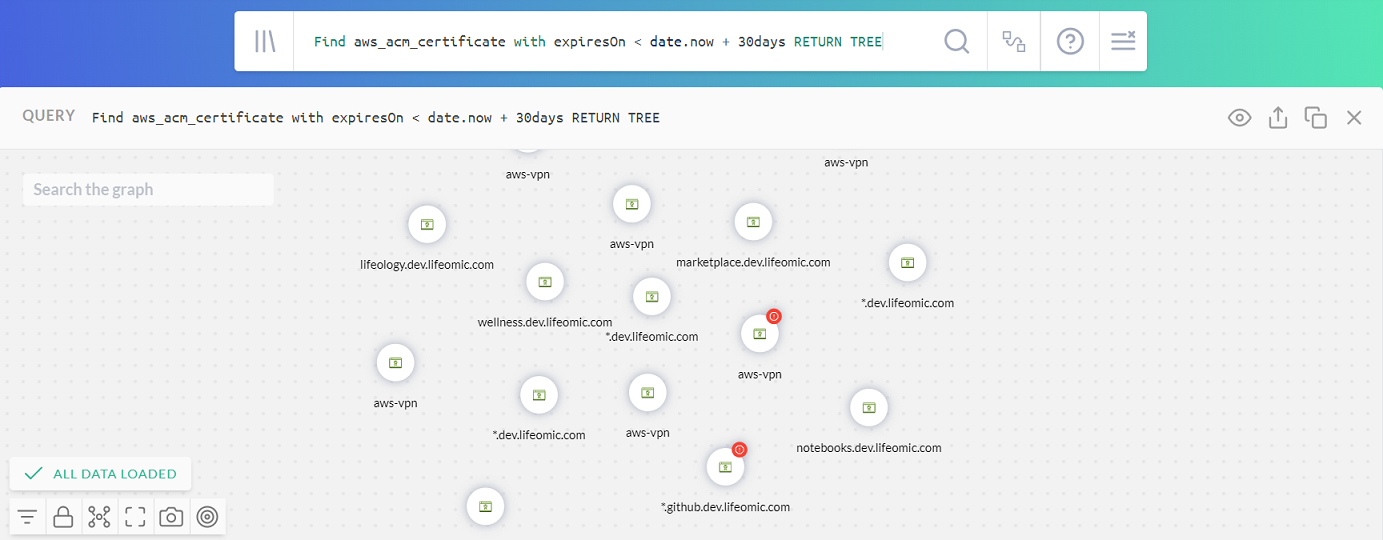 Find aws_acm_certificate with expiresOn < date.now + 30days RETURN TREE
QUERY Find aws_acm_certificate with expiresOn < date.now + 30days RETURN TREE
aws-vpn
aws-vpn
Search the graph
aws-vpn
lifeology.dev.lifeomic.com
marketplace.dev.lifeomic.com
*.dev.lifeomic.com
wellness.dev.lifeomic.com
*.dev.lifeomic.com
aws-vpn
aws-vpn
*.dev.lifeomic.com
aws-vpn
notebooks.dev.lifeomic.com
ALL DATA LOADED
*.github.dev.lifeomic.com